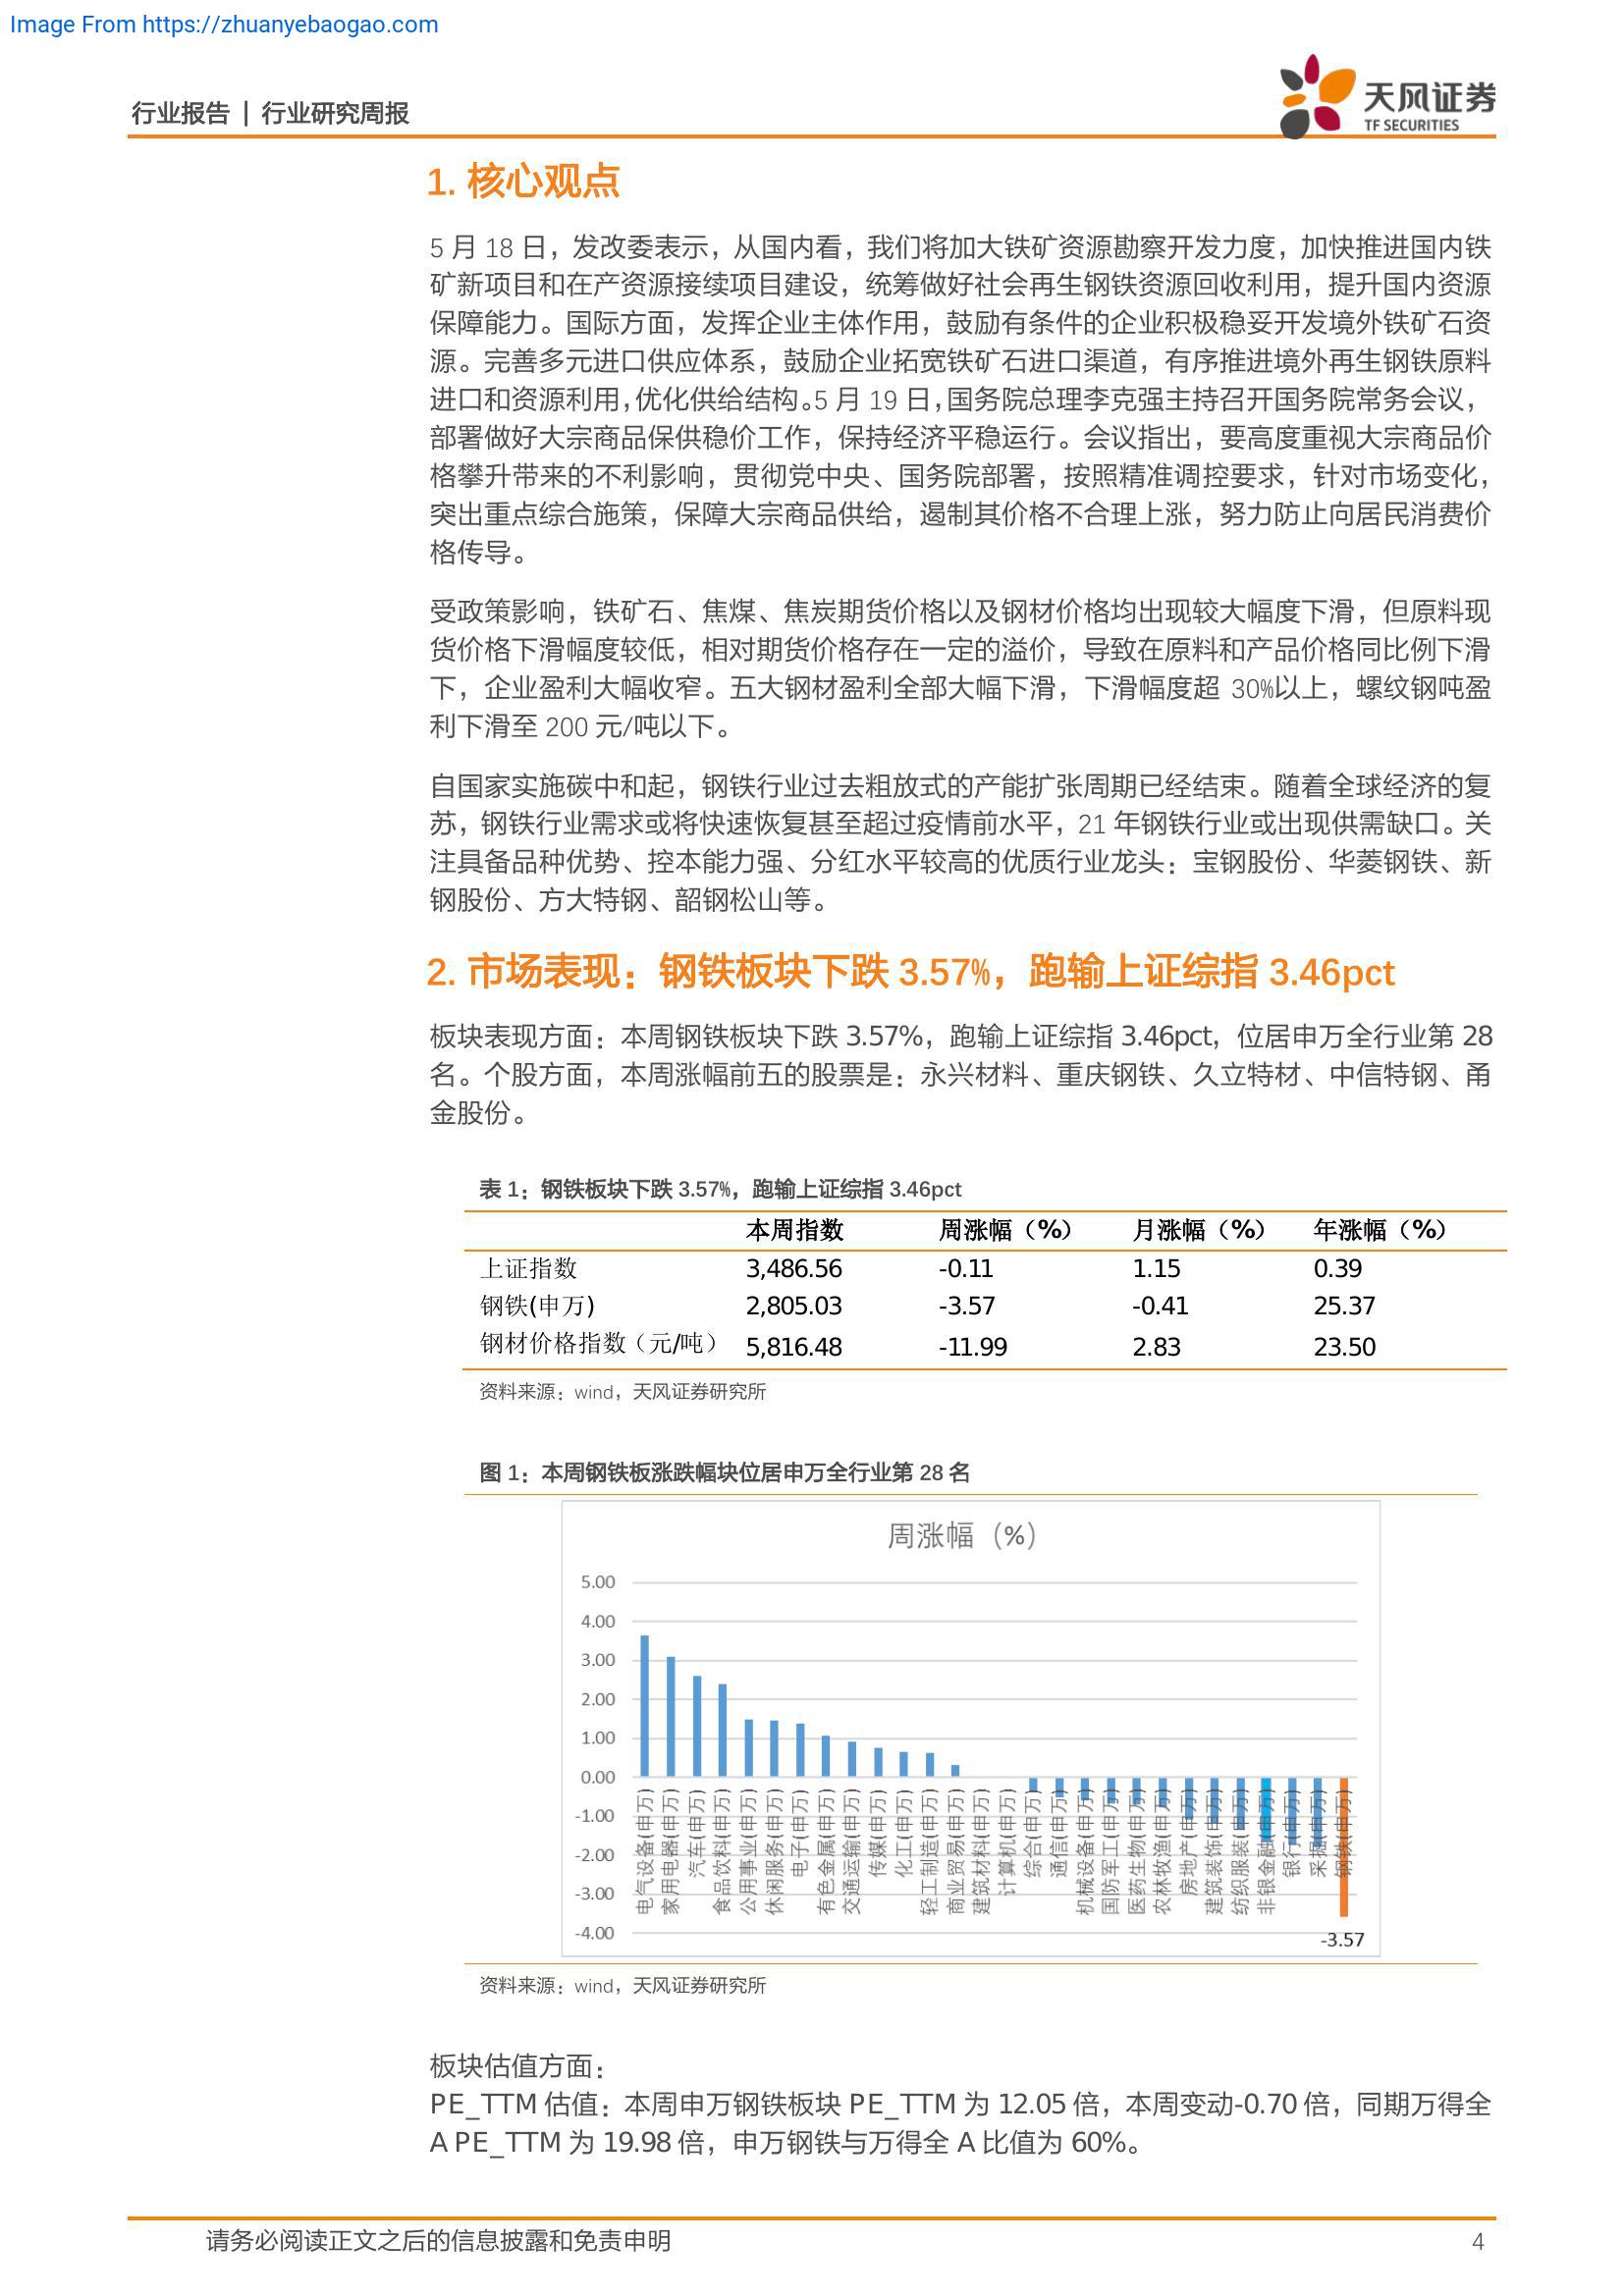 Image From https://zhuanyebaogao.com
行业报告 | 行业研究周报
天风证券
TF SECURITIES
1. 核心观点
5 月 18 日，发改委表示，从国内看，我们将加大铁矿资源勘察开发力度，加快推进国内铁
矿新项目和在产资源接续项目建设，统筹做好社会再生钢铁资源回收利用，提升国内资源
保障能力。国际方面，发挥企业主体作用，鼓励有条件的企业积极稳妥开发境外铁矿石资
源。完善多元进口供应体系，鼓励企业拓宽铁矿石进口渠道，有序推进境外再生钢铁原料
进口和资源利用，优化供给结构。5 月 19 日，国务院总理李克强主持召开国务院常务会议，
部署做好大宗商品保供稳价工作，保持经济平稳运行。会议指出，要高度重视大宗商品价
格攀升带来的不利影响，贯彻党中央、国务院部署，按照精准调控要求，针对市场变化，
突出重点综合施策，保障大宗商品供给，遏制其价格不合理上涨，努力防止向居民消费价
格传导。
受政策影响，铁矿石、焦煤、焦炭期货价格以及钢材价格均出现较大幅度下滑，但原料现
货价格下滑幅度较低，相对期货价格存在一定的溢价，导致在原料和产品价格同比例下滑
下，企业盈利大幅收窄。五大钢材盈利全部大幅下滑，下滑幅度超 30%以上，螺纹钢吨盈
利下滑至 200 元/吨以下。
自国家实施碳中和起，钢铁行业过去粗放式的产能扩张周期已经结束。随着全球经济的复
苏，钢铁行业需求或将快速恢复甚至超过疫情前水平，21 年钢铁行业或出现供需缺口。关
注具备品种优势、控本能力强、分红水平较高的优质行业龙头：宝钢股份、华菱钢铁、新
钢股份、方大特钢、韶钢松山等。
2. 市场表现：钢铁板块下跌 3.57%，跑输上证综指 3.46pct
板块表现方面：本周钢铁板块下跌 3.57%，跑输上证综指 3.46pct，位居申万全行业第 28
名。个股方面，本周涨幅前五的股票是：永兴材料、重庆钢铁、久立特材、中信特钢、甬
金股份。
表 1：钢铁板块下跌 3.57%，跑输上证综指 3.46pct
本周指数 周涨幅（%） 月涨幅（%） 年涨幅（%）
上证指数 3,486.56 -0.11 1.15 0.39
钢铁(申万) 2,805.03 -3.57 -0.41 25.37
钢材价格指数（元/吨） 5,816.48 -11.99 2.83 23.50
资料来源：wind，天风证券研究所
图 1：本周钢铁板涨跌幅块位居申万全行业第 28 名
周涨幅（%）
5.00
4.00
3.00
2.00
1.00
0.00
-1.00
-2.00
-3.00
-4.00
电气设备(申万)
家用电器(申万)
汽车(申万)
食品饮料(申万)
公用事业(申万)
休闲服务(申万)
电子(申万)
有色金属(申万)
交通运输(申万)
传媒(申万)
化工(申万)
轻工制造(申万)
商业贸易(申万)
建筑材料(申万)
计算机(申万)
综合(申万)
通信(申万)
机械设备(申万)
国防军工(申万)
医药生物(申万)
农林牧渔(申万)
房地产(申万)
建筑装饰(申万)
纺织服装(申万)
非银金融(申万)
银行(申万)
采掘(申万)
钢铁(申万)
-3.57
资料来源：wind，天风证券研究所
板块估值方面：
PE_TTM 估值：本周申万钢铁板块 PE_TTM 为 12.05 倍，本周变动-0.70 倍，同期万得全
A PE_TTM 为 19.98 倍，申万钢铁与万得全 A 比值为 60%。
请务必阅读正文之后的信息披露和免责申明 4